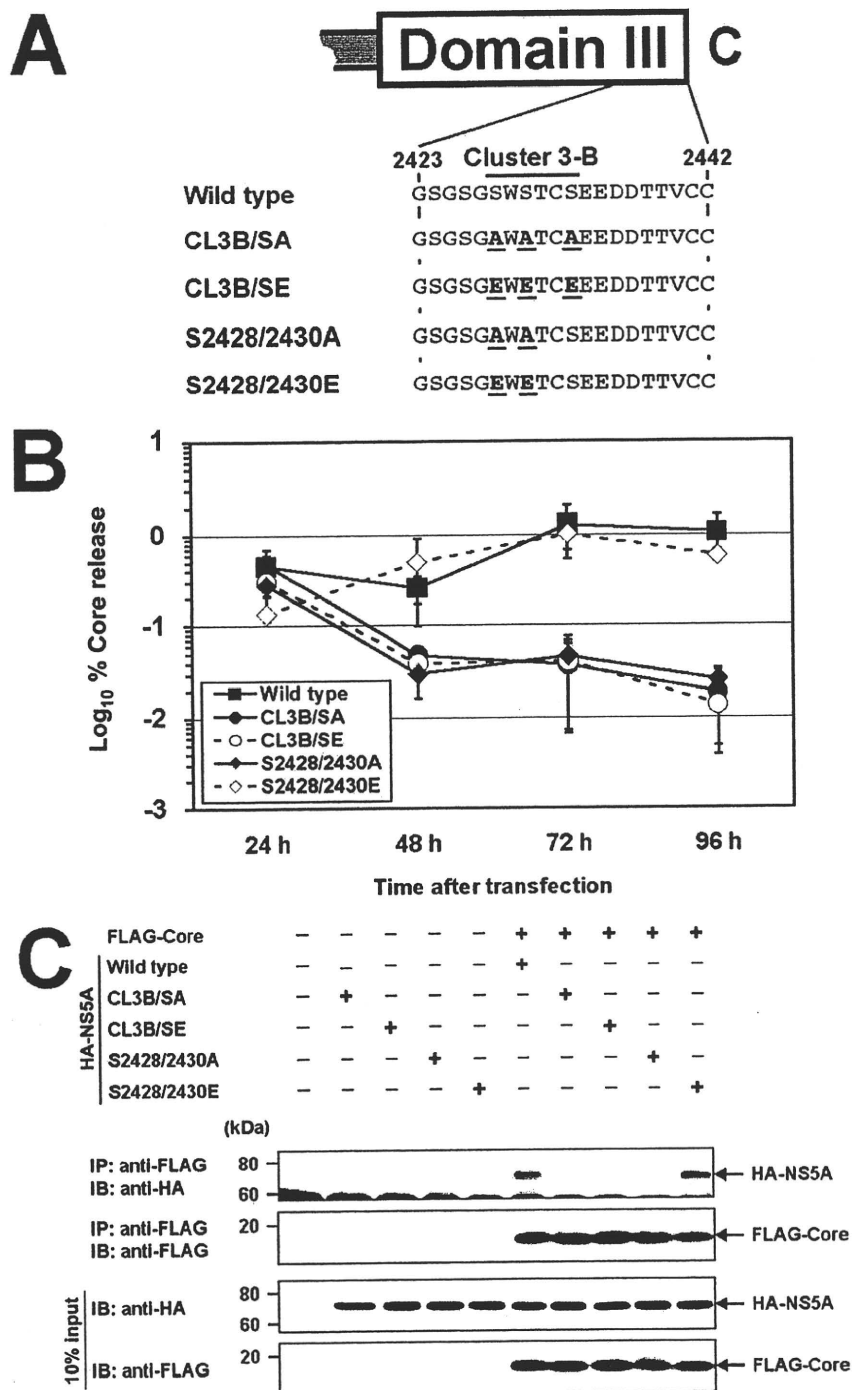 A
Domain III C
2423 Cluster 3-B 2442
Wild type GSGSGSWSTCSEEDDTTVCC
CL3B/SA GSGSGAWATCAEEDDTTVCC
CL3B/SE GSGSGEWETCEEEDDTTVCC
S2428/2430A GSGSGAWATCSEEDDTTVCC
S2428/2430E GSGSGEWETCSEEDDTTVCC
B
Log10 % Core release
1
0
-1
-2
-3
Wild type
CL3B/SA
CL3B/SE
S2428/2430A
S2428/2430E
24 h 48 h 72 h 96 h
Time after transfection
C
FLAG-Core − − − − − + + + + +
HA-NS5A
Wild type − − − − − + − − − −
CL3B/SA − + − − − − + − − −
CL3B/SE − − + − − − − + − −
S2428/2430A − − − + − − − − + −
S2428/2430E − − − − + − − − − +
(kDa)
IP: anti-FLAG 80
IB: anti-HA 60
HA-NS5A
IP: anti-FLAG 20
IB: anti-FLAG
FLAG-Core
10% input
IB: anti-HA 80
60
HA-NS5A
IB: anti-FLAG 20
FLAG-Core